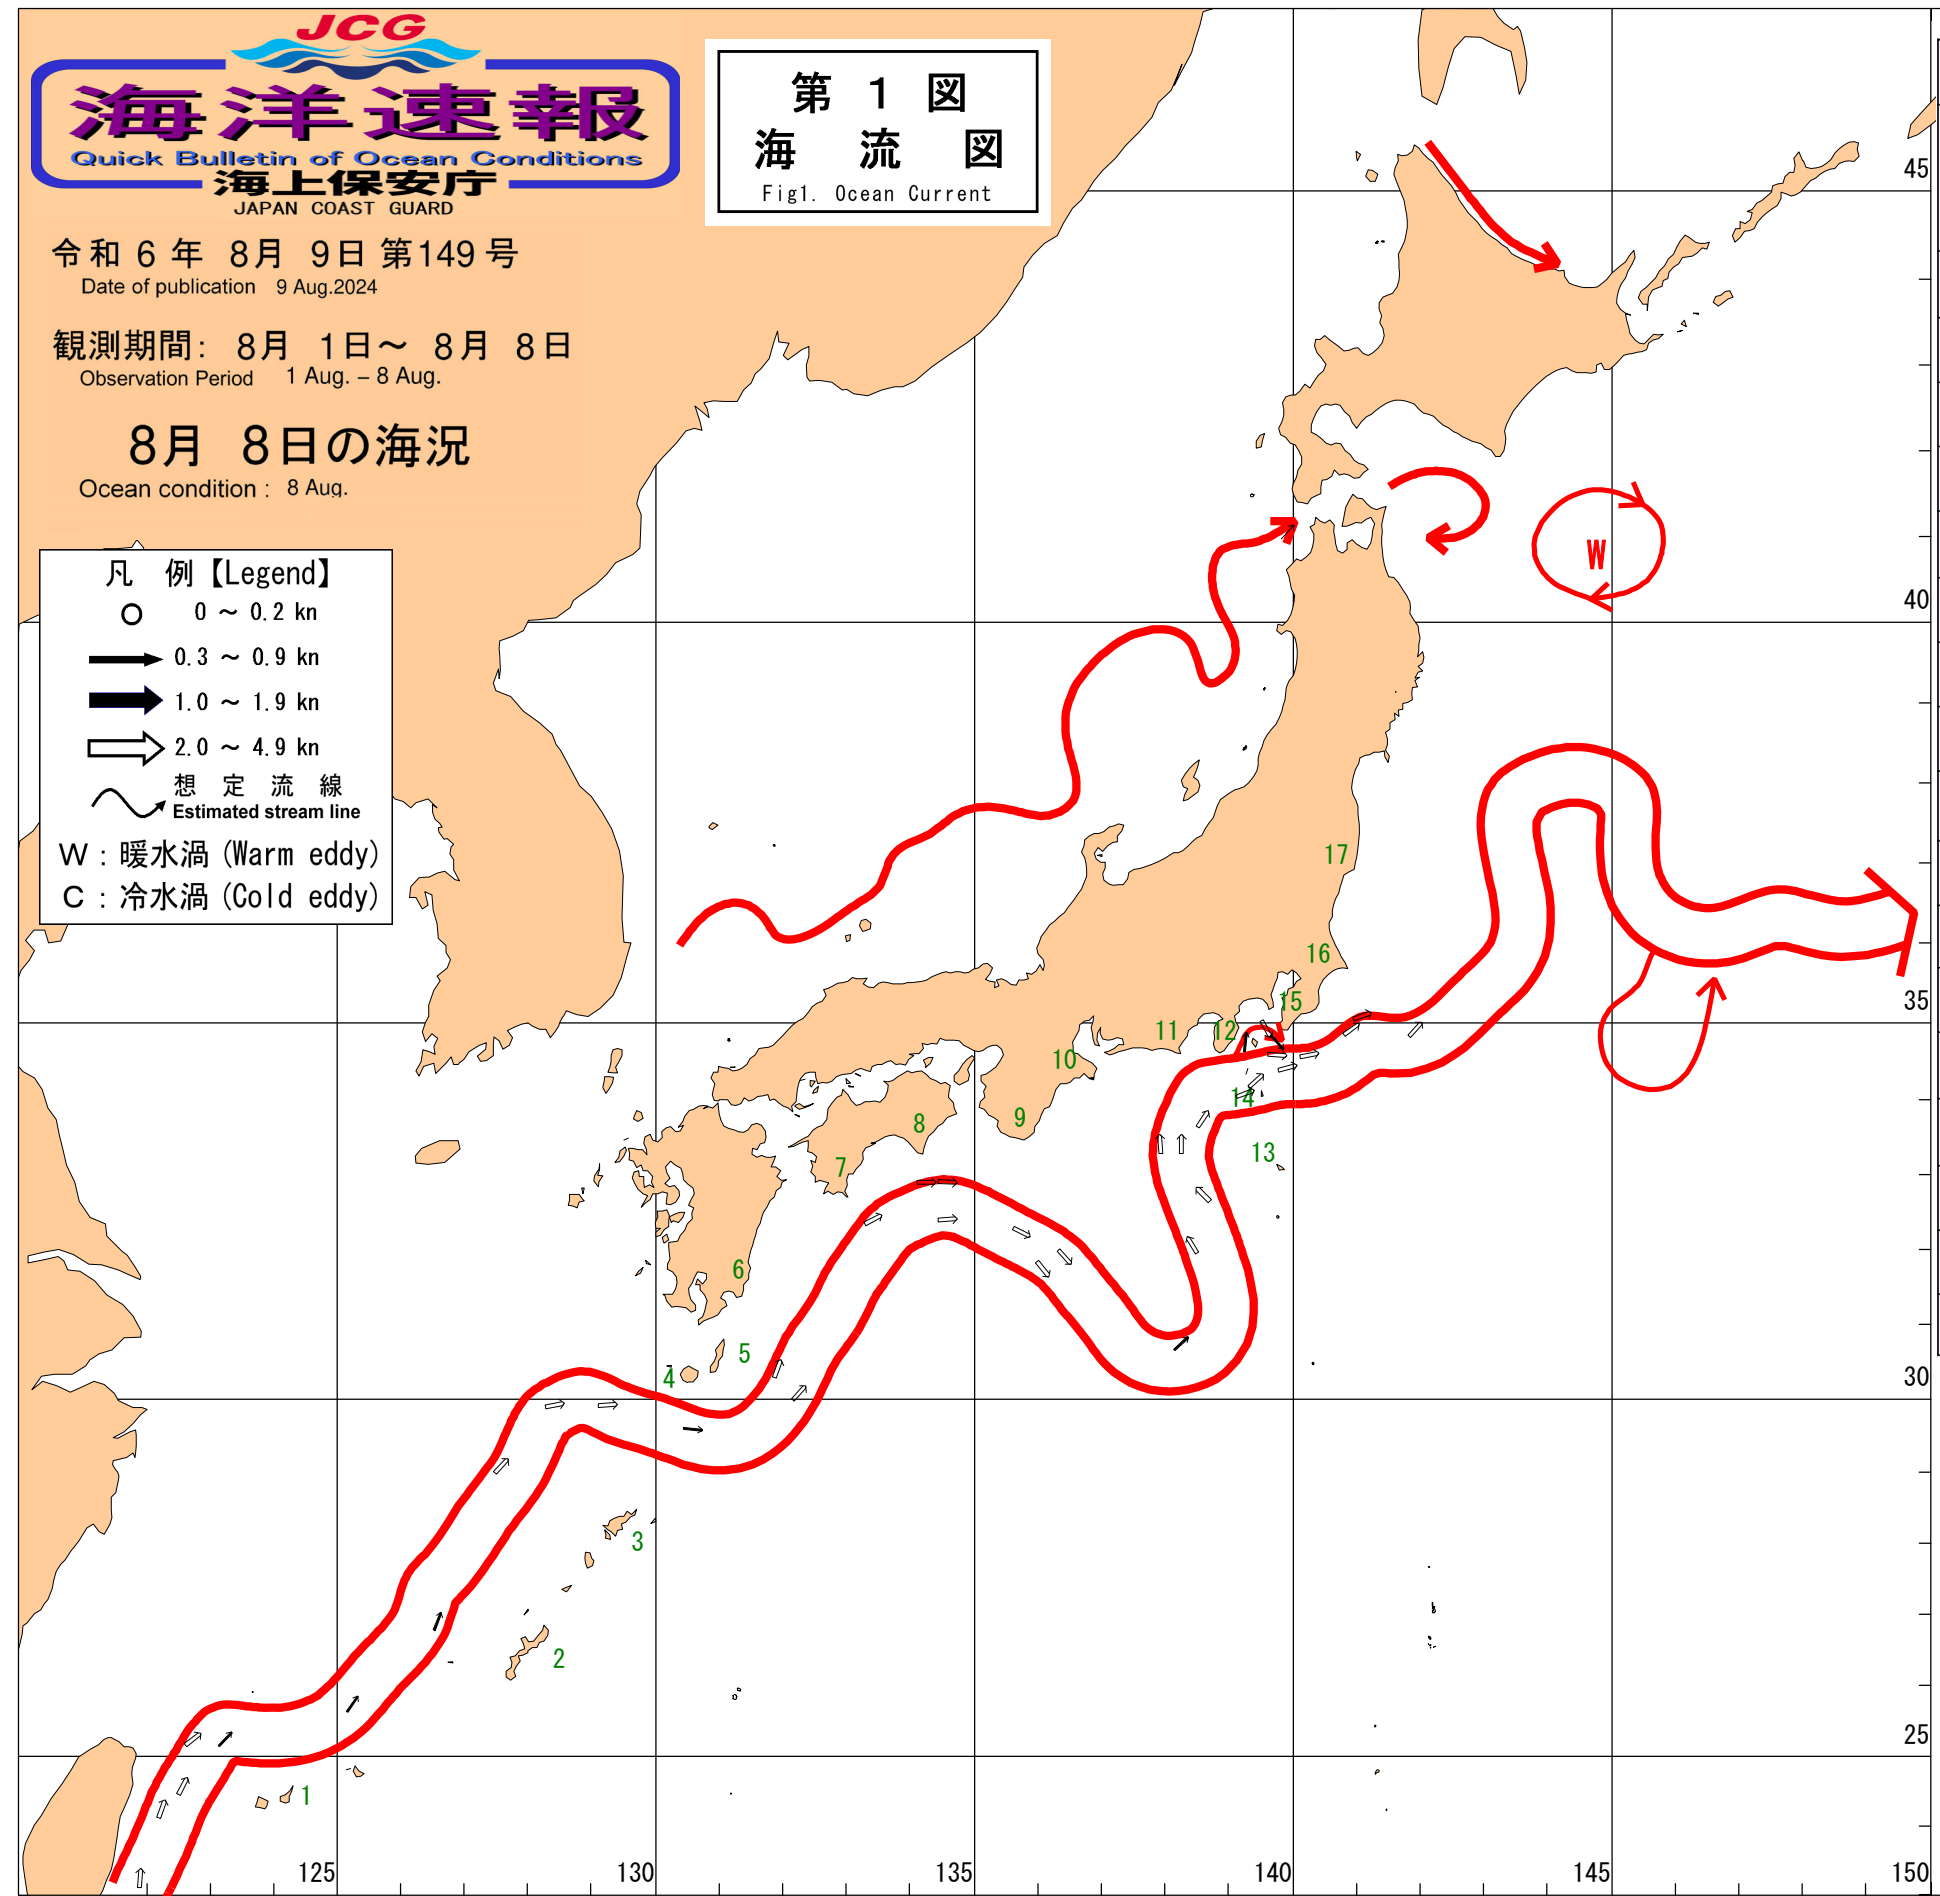 JCG
海洋速報
Quick Bulletin of Ocean Conditions
海上保安庁
JAPAN COAST GUARD
令和 6 年 8月 9日 第149号
Date of publication 9 Aug.2024
観測期間: 8月 1日～ 8月 8日
Observation Period 1 Aug. – 8 Aug.
8月 8日の海況
Ocean condition : 8 Aug.
第 1 図
海 流 図
Fig1. Ocean Current
凡 例【Legend】
0 ～ 0.2 kn
0.3 ～ 0.9 kn
1.0 ～ 1.9 kn
2.0 ～ 4.9 kn
想 定 流 線
Estimated stream line
W : 暖水渦 (Warm eddy)
C : 冷水渦 (Cold eddy)
45
W
40
17
16
35
15
12
11
10
14
9
8
13
7
6
5
4
30
3
2
25
1
125
130
135
140
145
150